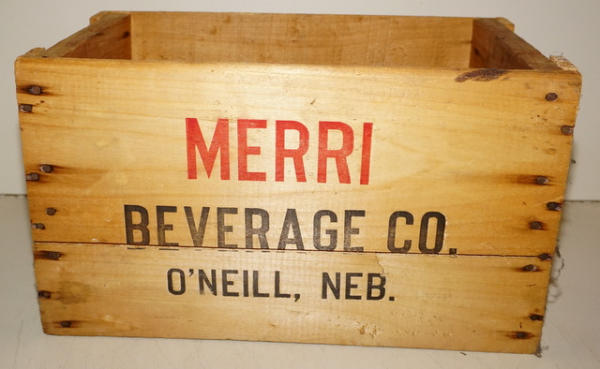 MERRI
BEVERAGE CO.
O'NEILL, NEB.